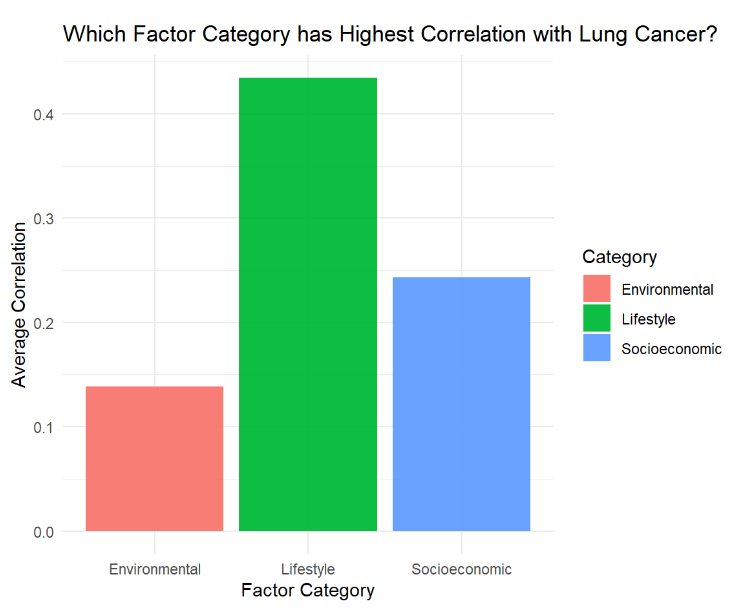 Which Factor Category has Highest Correlation with Lung Cancer?
Average Correlation
0.4
0.3
0.2
0.1
0.0
Environmental
Lifestyle
Socioeconomic
Factor Category
Category
Environmental
Lifestyle
Socioeconomic